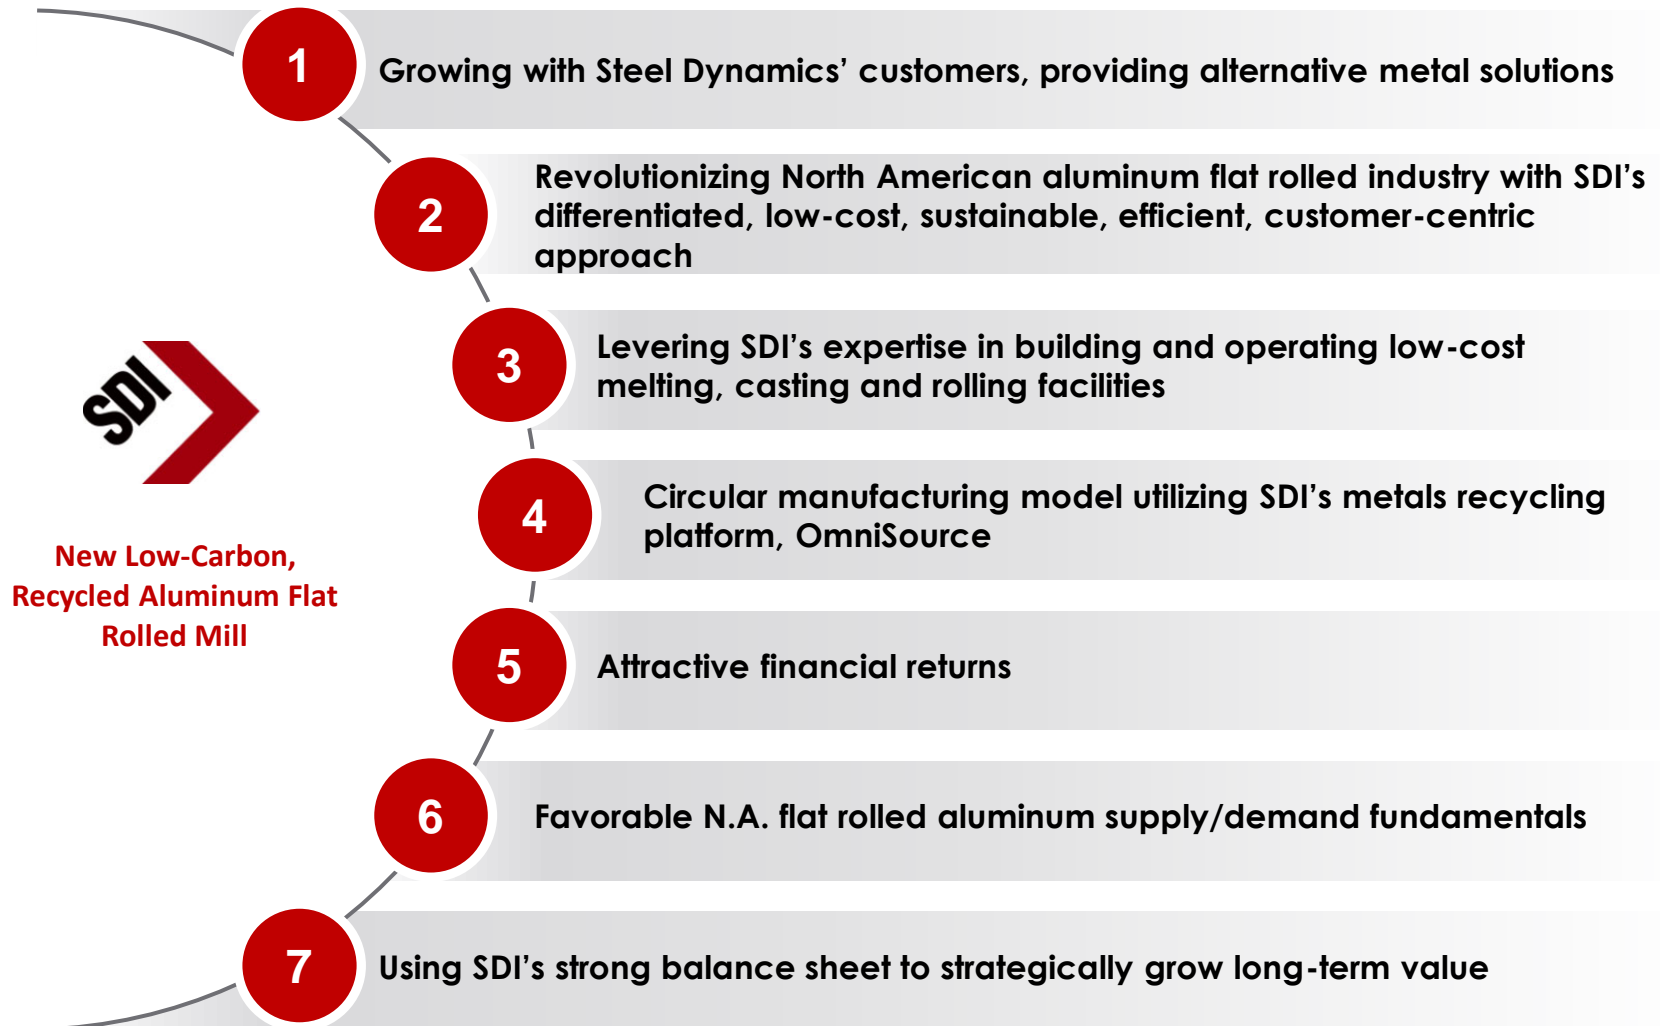 1
Growing with Steel Dynamics’ customers, providing alternative metal solutions
2
Revolutionizing North American aluminum flat rolled industry with SDI’s
differentiated, low-cost, sustainable, efficient, customer-centric
approach
3
Levering SDI’s expertise in building and operating low-cost
melting, casting and rolling facilities
SDI
New Low-Carbon,
Recycled Aluminum Flat
Rolled Mill
4
Circular manufacturing model utilizing SDI’s metals recycling
platform, OmniSource
5
Attractive financial returns
6
Favorable N.A. flat rolled aluminum supply/demand fundamentals
7
Using SDI’s strong balance sheet to strategically grow long-term value